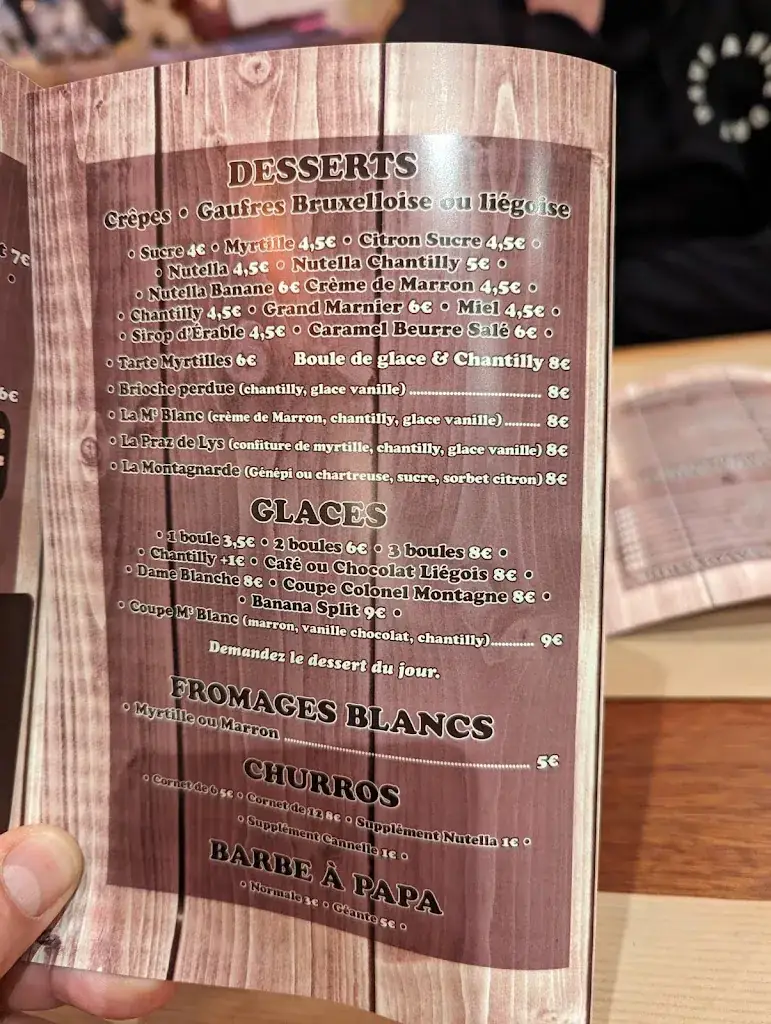 DESSERTS
Crêpes • Gaufres Bruxelloise ou liégoise
• Sucre 4€ • Myrtille 4,5€ • Citron Sucre 4,5€ •
• Nutella 4,5€ • Nutella Chantilly 5€ •
• Nutella Banane 6€ Crème de Marron 4,5€ •
• Chantilly 4,5€ • Grand Marnier 6€ • Miel 4,5€ •
• Sirop d'Érable 4,5€ • Caramel Beurre Salé 6€ •
• Tarte Myrtilles 6€ Boule de glace & Chantilly 8€
• Brioche perdue (chantilly, glace vanille) ........ 8€
• La Mt Blanc (crème de Marron, chantilly, glace vanille) ........ 8€
• La Praz de Lys (confiture de myrtille, chantilly, glace vanille) 8€
• La Montagnarde (Génépi ou chartreuse, sucre, sorbet citron) 8€
GLACES
• 1 boule 3,5€ • 2 boules 6€ • 3 boules 8€ •
• Chantilly +1€ • Café ou Chocolat Liégois 8€ •
• Dame Blanche 8€ • Coupe Colonel Montagne 8€ •
• Banana Split 9€ •
• Coupe Mt Blanc (marron, vanille chocolat, chantilly) ........ 9€
Demandez le dessert du jour.
FROMAGES BLANCS
• Myrtille ou Marron ........ 5€
CHURROS
• Cornet de 6 5€ • Cornet de 12 8€ • Supplément Nutella 1€ •
• Supplément Cannelle 1€ •
BARBE À PAPA
• Normale 3€ • Géante 5€ •
7€
6€